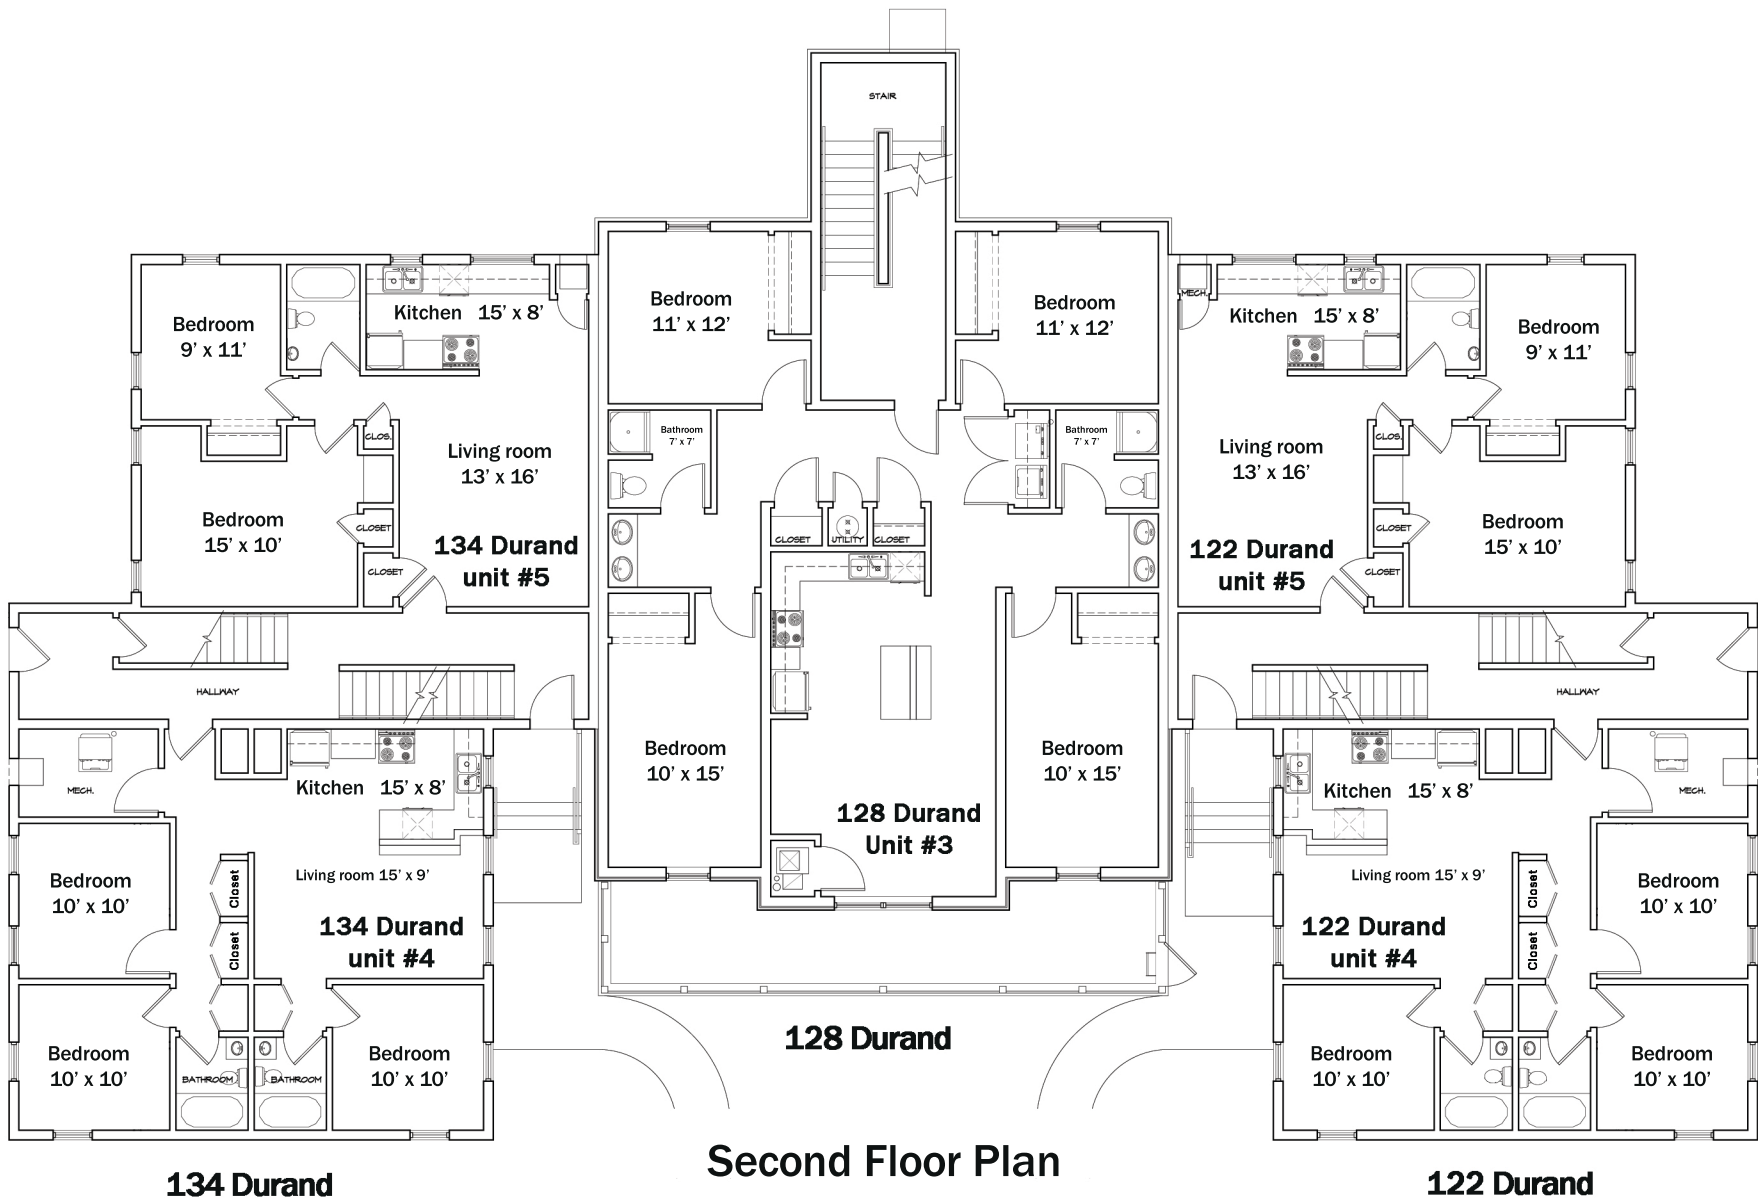 STAIR
Bedroom
11' x 12'
Bedroom
11' x 12'
Kitchen 15' x 8'
Bedroom
9' x 11'
MECH.
Kitchen 15' x 8'
Bedroom
9' x 11'
CLOS.
Living room
13' x 16'
Bathroom
7' x 7'
Bathroom
7' x 7'
Living room
13' x 16'
CLOS.
Bedroom
15' x 10'
CLOSET
CLOSET
134 Durand
unit #5
CLOSET
UTILITY
CLOSET
122 Durand
unit #5
CLOSET
CLOSET
Bedroom
15' x 10'
HALLWAY
HALLWAY
MECH.
Kitchen 15' x 8'
Bedroom
10' x 15'
128 Durand
Unit #3
Bedroom
10' x 15'
Kitchen 15' x 8'
MECH.
Bedroom
10' x 10'
Closet
Closet
Living room 15' x 9'
134 Durand
unit #4
Living room 15' x 9'
122 Durand
unit #4
Closet
Closet
Bedroom
10' x 10'
Bedroom
10' x 10'
BATHROOM
BATHROOM
Bedroom
10' x 10'
128 Durand
Bedroom
10' x 10'
Bedroom
10' x 10'
Second Floor Plan
134 Durand
122 Durand